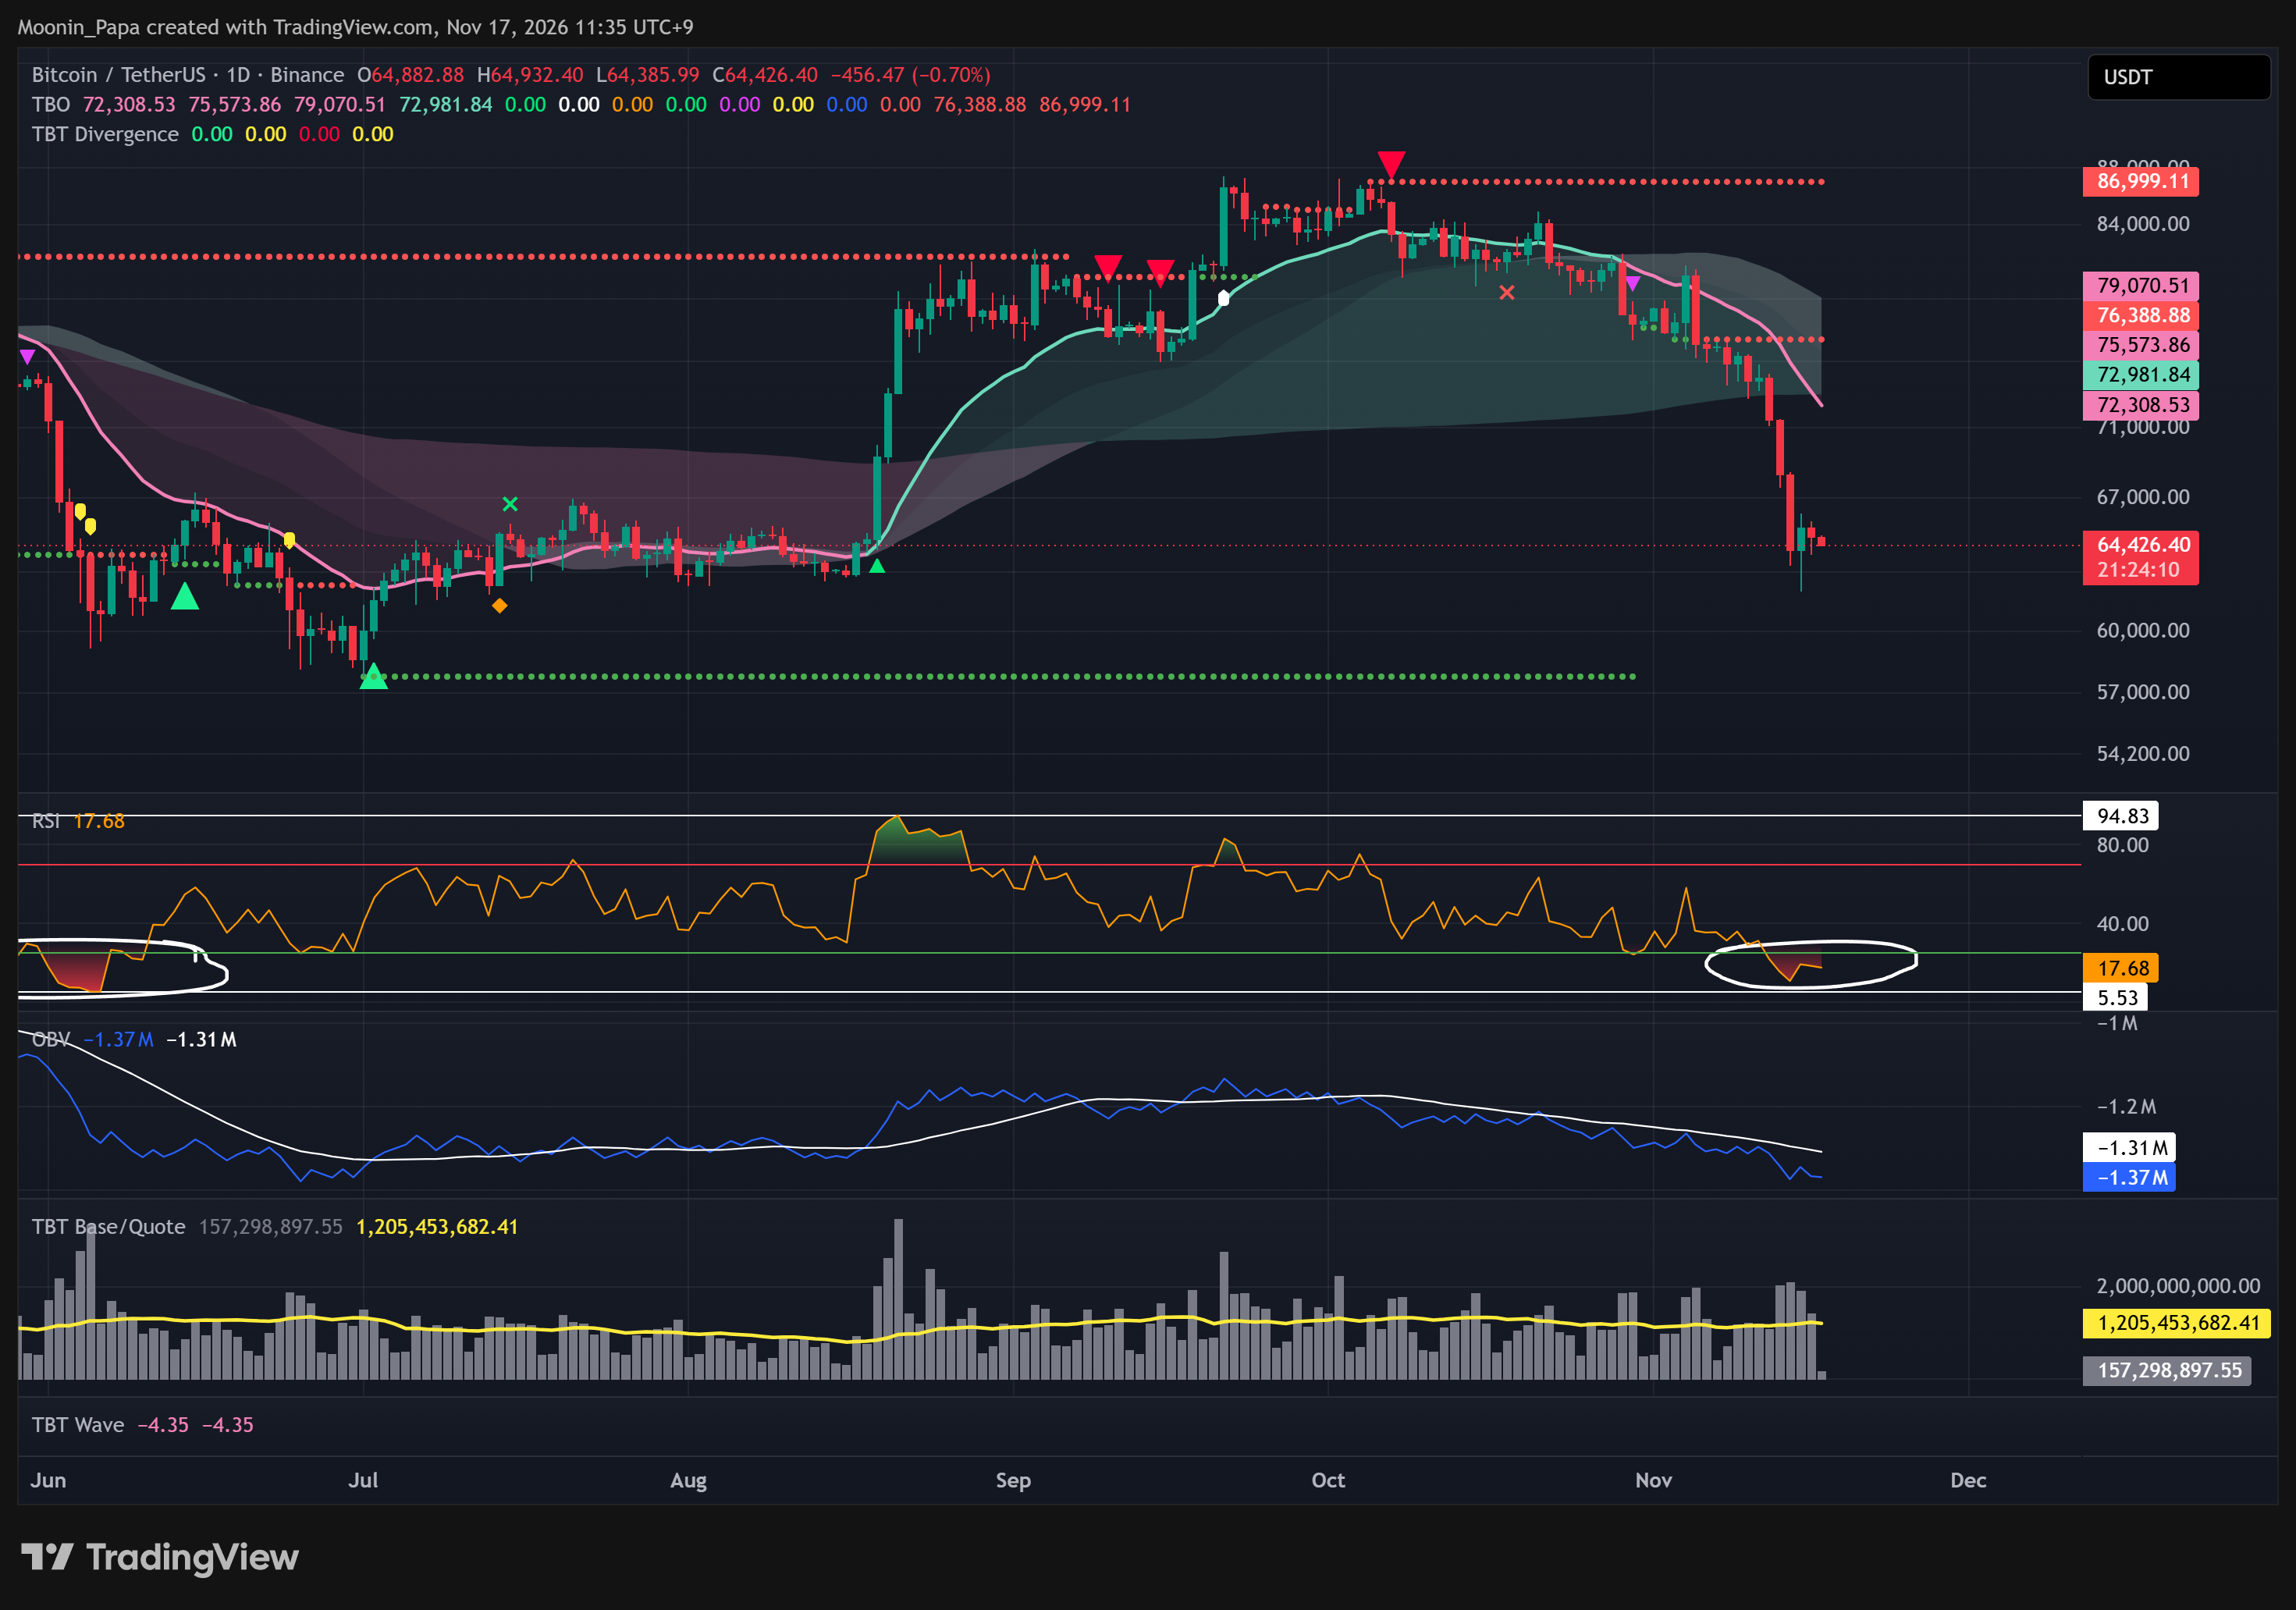 Moonin_Papa created with TradingView.com, Nov 17, 2026 11:35 UTC+9
Bitcoin / TetherUS · 1D · Binance O64,882.88 H64,932.40 L64,385.99 C64,426.40 −456.47 (−0.70%)
USDT
TBO 72,308.53 75,573.86 79,070.51 72,981.84 0.00 0.00 0.00 0.00 0.00 0.00 0.00 0.00 76,388.88 86,999.11
TBT Divergence 0.00 0.00 0.00 0.00
88,000.00
86,999.11
84,000.00
79,070.51
76,388.88
75,573.86
72,981.84
72,308.53
71,000.00
67,000.00
64,426.40
21:24:10
60,000.00
57,000.00
54,200.00
RSI 17.68
94.83
80.00
40.00
17.68
5.53
−1 M
OBV −1.37 M −1.31 M
−1.2 M
−1.31 M
−1.37 M
TBT Base/Quote 157,298,897.55 1,205,453,682.41
2,000,000,000.00
1,205,453,682.41
157,298,897.55
TBT Wave −4.35 −4.35
Jun Jul Aug Sep Oct Nov Dec
TradingView